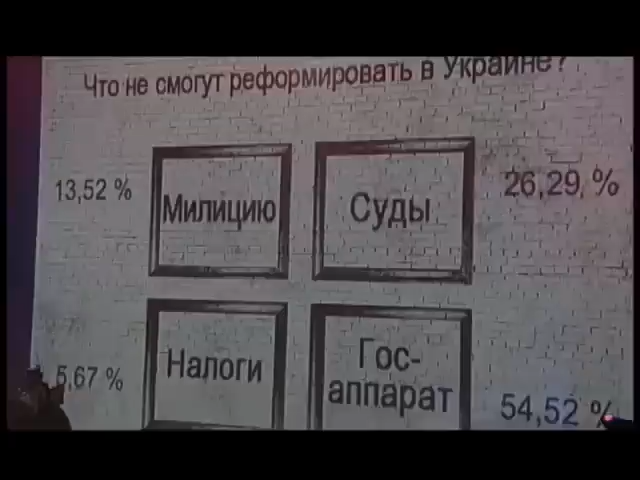 Что не смогут реформировать в Украине?
13,52 %
Милицию
Суды
26,29 %
5,67 %
Налоги
Гос-
аппарат
54,52 %